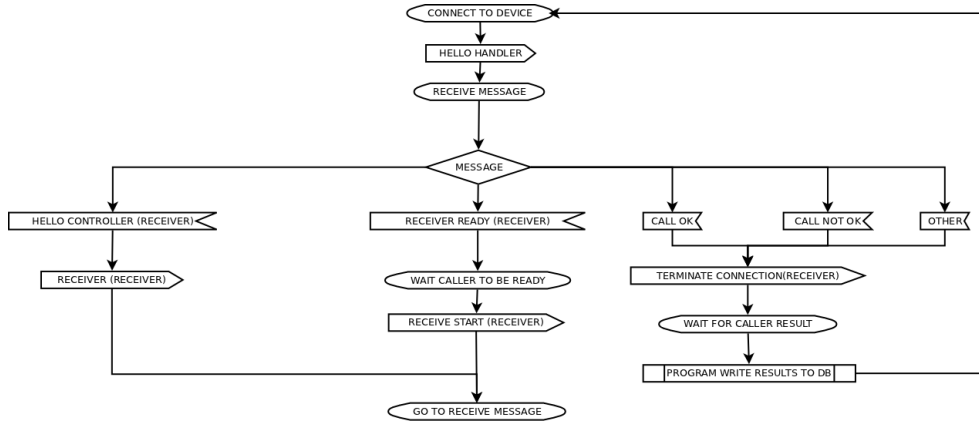 CONNECT TO DEVICE
HELLO HANDLER
RECEIVE MESSAGE
MESSAGE
HELLO CONTROLLER (RECEIVER)
RECEIVER READY (RECEIVER)
CALL OK
CALL NOT OK
OTHER
RECEIVER (RECEIVER)
WAIT CALLER TO BE READY
TERMINATE CONNECTION(RECEIVER)
RECEIVE START (RECEIVER)
WAIT FOR CALLER RESULT
PROGRAM WRITE RESULTS TO DB
GO TO RECEIVE MESSAGE